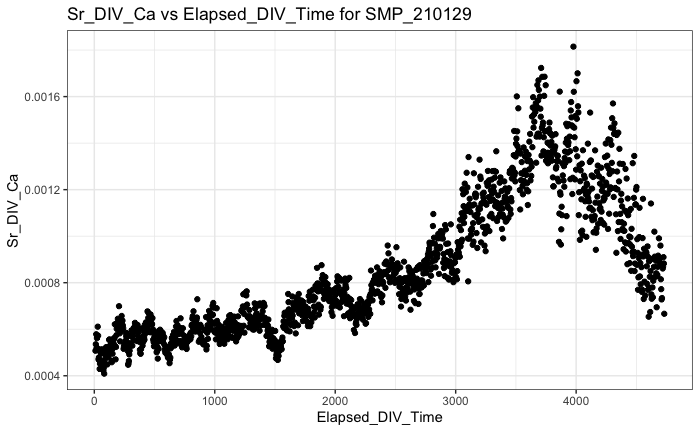 Sr_DIV_Ca vs Elapsed_DIV_Time for SMP_210129
Sr_DIV_Ca
0.0016
0.0012
0.0008
0.0004
0 1000 2000 3000 4000
Elapsed_DIV_Time